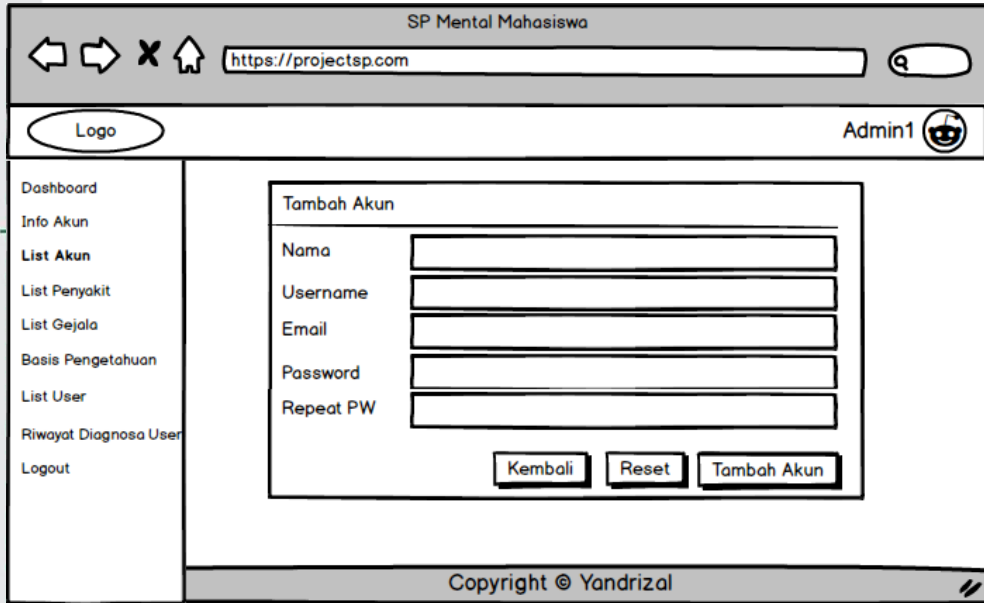 SP Mental Mahasiswa
https://projectsp.com
Logo
Admin1
Dashboard
Info Akun
List Akun
List Penyakit
List Gejala
Basis Pengetahuan
List User
Riwayat Diagnosa User
Logout
Tambah Akun
Nama
Username
Email
Password
Repeat PW
Kembali Reset Tambah Akun
Copyright © Yandrizal